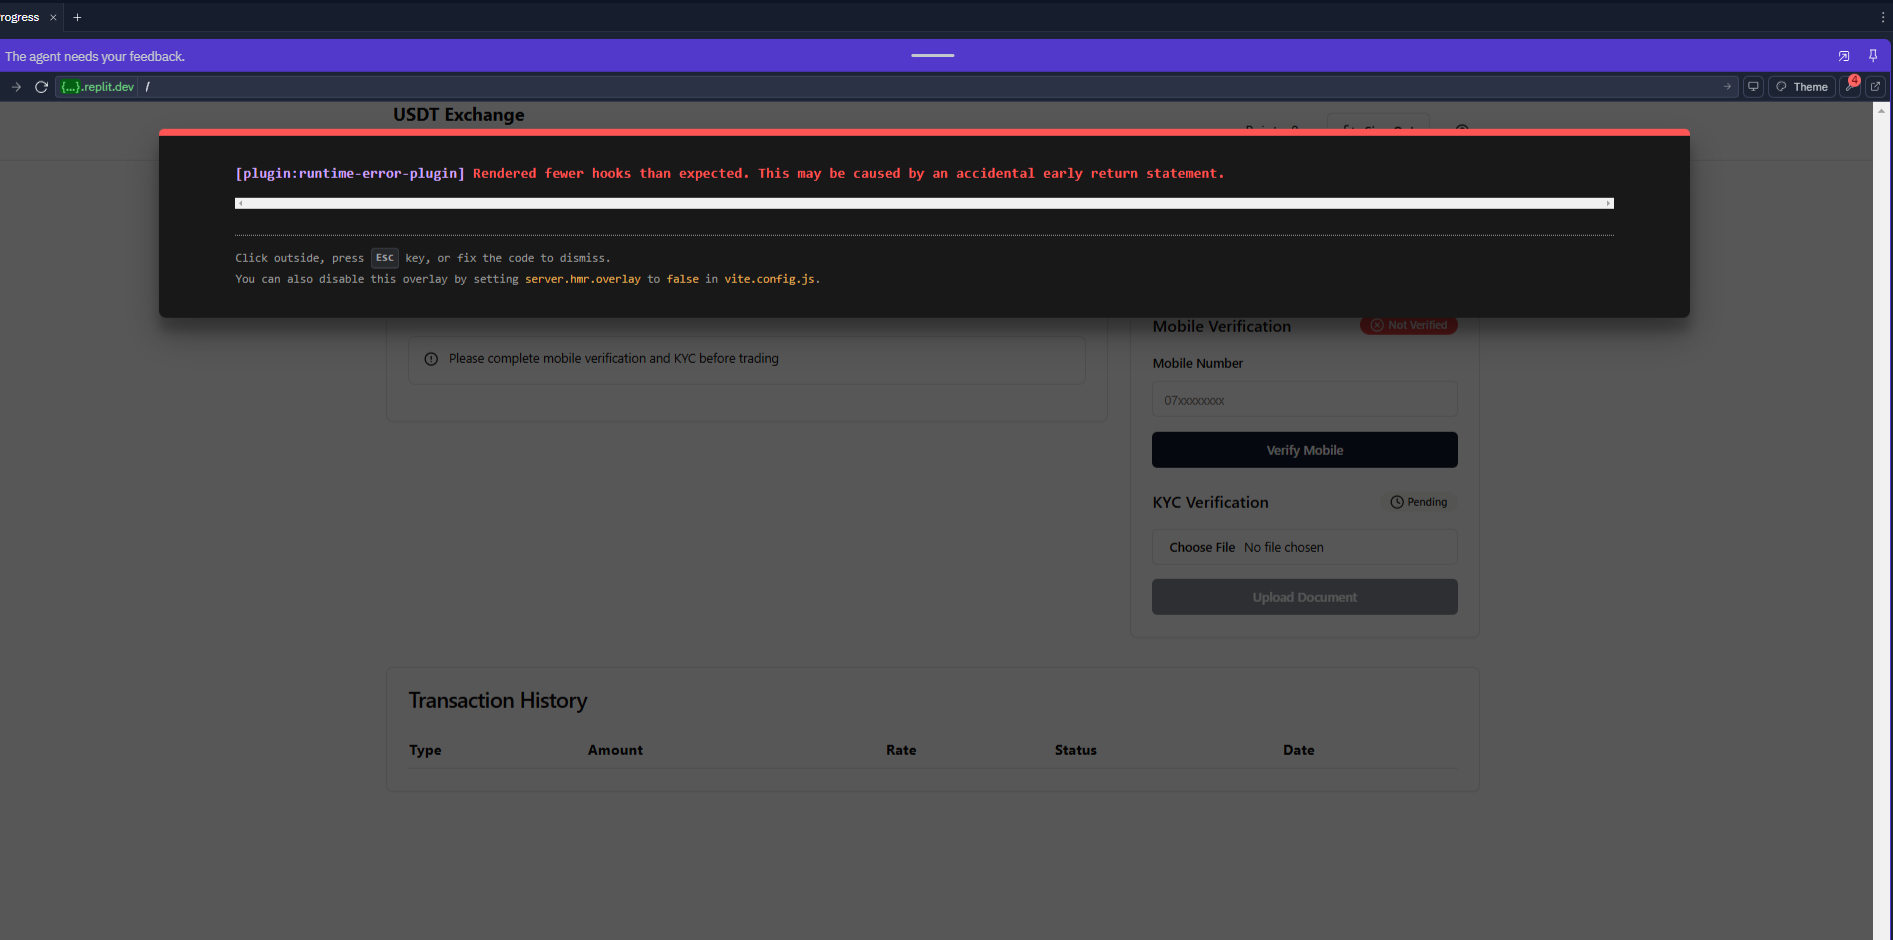 rogress
The agent needs your feedback.
{...}.replit.dev /
Theme
4
USDT Exchange
[plugin:runtime-error-plugin] Rendered fewer hooks than expected. This may be caused by an accidental early return statement.
Click outside, press Esc key, or fix the code to dismiss.
You can also disable this overlay by setting server.hmr.overlay to false in vite.config.js.
Mobile Verification
Not Verified
Please complete mobile verification and KYC before trading
Mobile Number
07xxxxxxxx
Verify Mobile
KYC Verification
Pending
Choose File No file chosen
Upload Document
Transaction History
Type Amount Rate Status Date